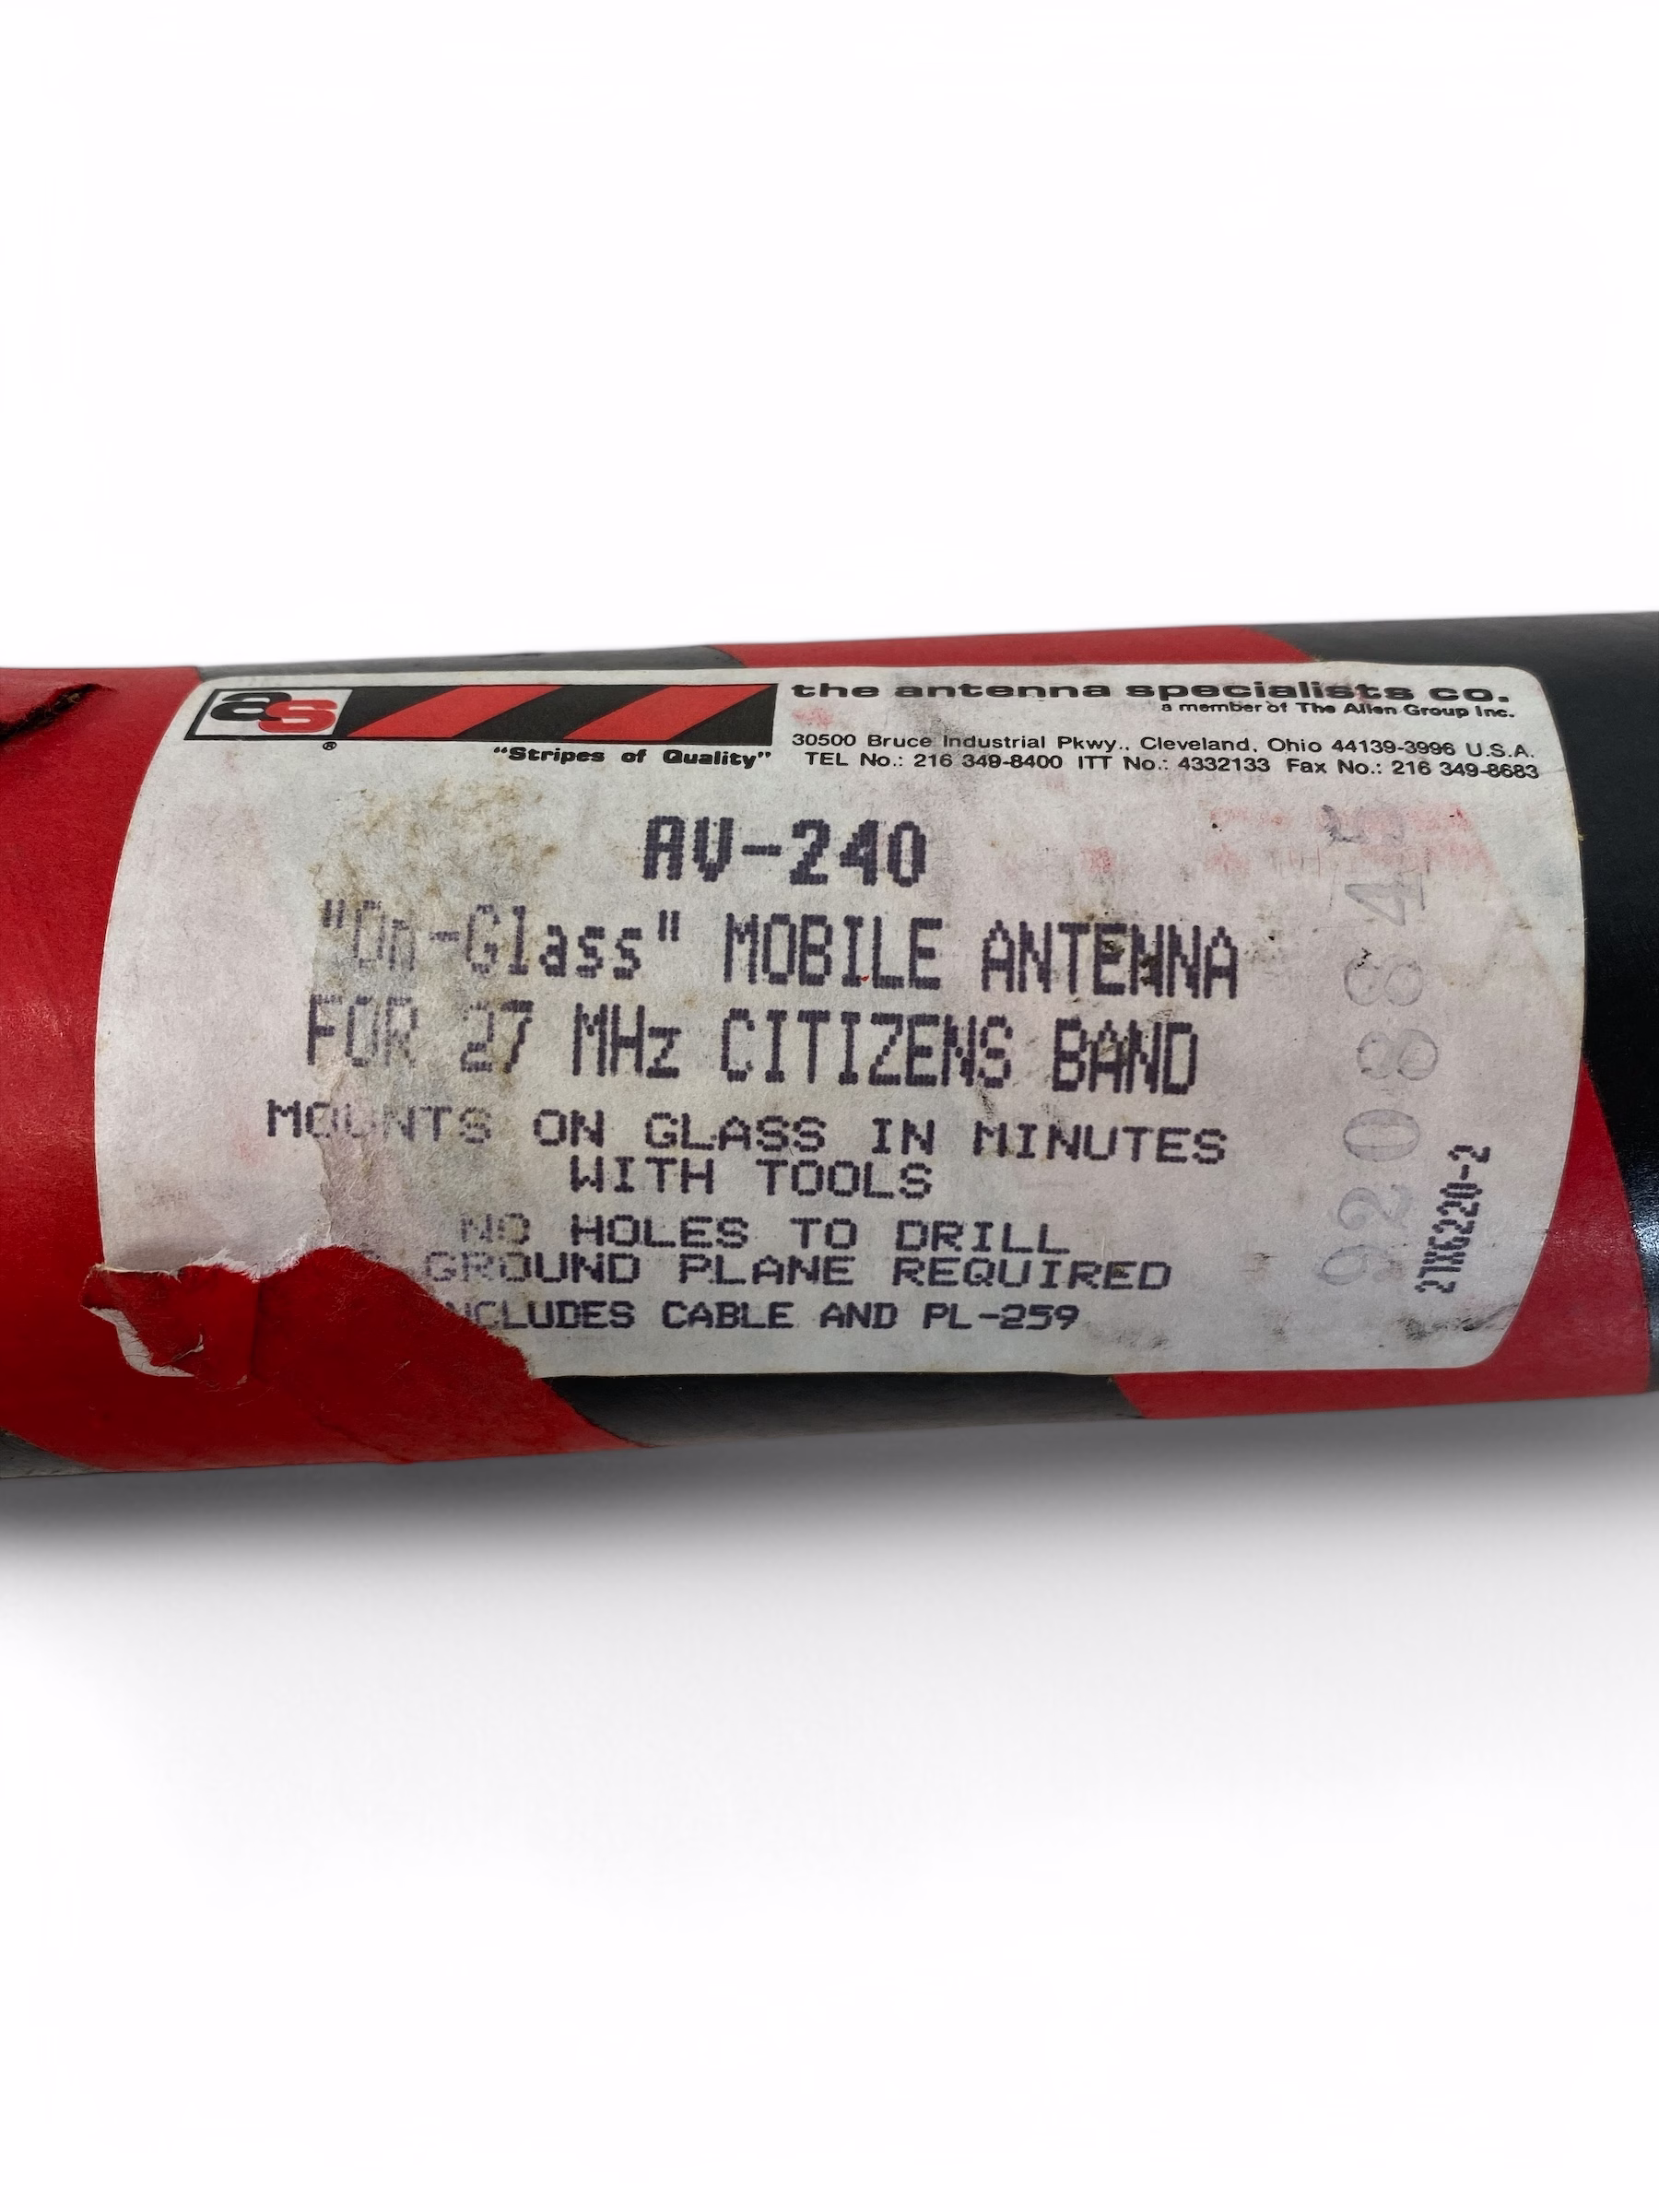 as
®
"Stripes of Quality"
the antenna specialists co.
a member of The Allen Group Inc.
30500 Bruce Industrial Pkwy., Cleveland, Ohio 44139-3996 U.S.A.
TEL No.: 216 349-8400 ITT No.: 4332133 Fax No.: 216 349-8683
AV-240
"On-Glass" MOBILE ANTENNA
FOR 27 MHz CITIZENS BAND
MOUNTS ON GLASS IN MINUTES
WITH TOOLS
NO HOLES TO DRILL
GROUND PLANE REQUIRED
NCLUDES CABLE AND PL-259
27X6220-2